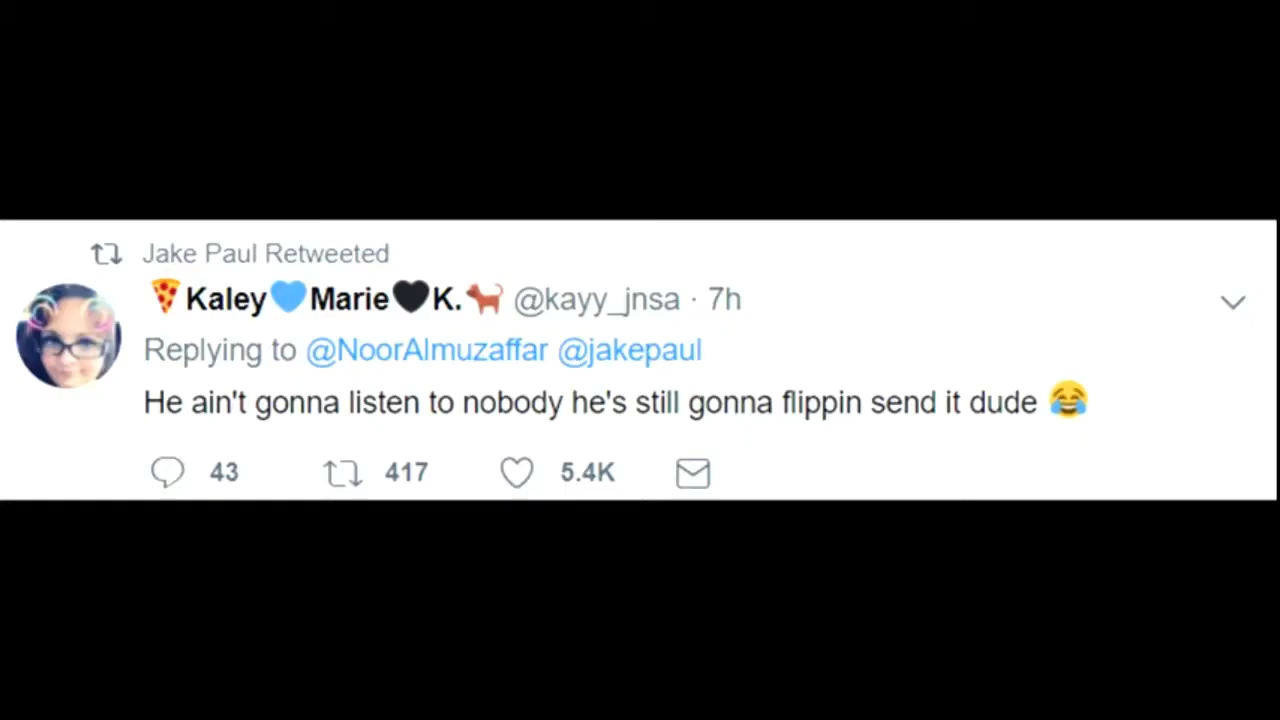 Jake Paul Retweeted
🍕Kaley💙Marie🖤K.🐕 @kayy_jnsa · 7h
Replying to @NoorAlmuzaffar @jakepaul
He ain't gonna listen to nobody he's still gonna flippin send it dude 😂
43 417 5.4K